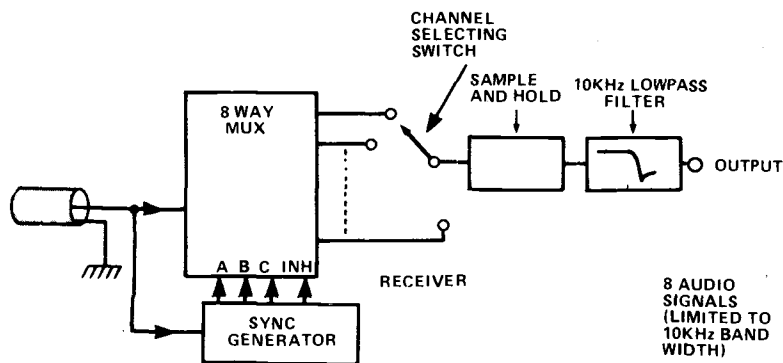 CHANNEL
SELECTING
SWITCH
SAMPLE
AND HOLD
10KHz LOWPASS
FILTER
8 WAY
MUX
OUTPUT
A B C INH
RECEIVER
SYNC
GENERATOR
8 AUDIO
SIGNALS
(LIMITED TO
10KHz BAND
WIDTH)